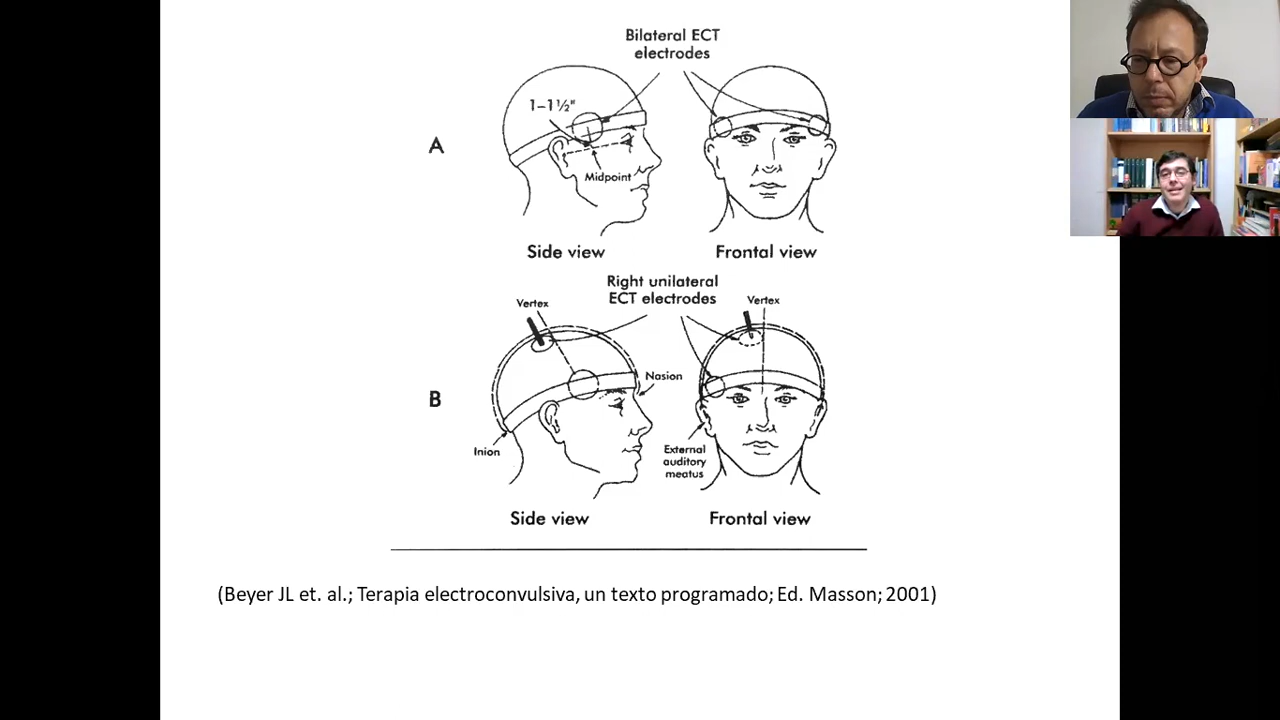 Bilateral ECT
electrodes
1–1½"
A
Midpoint
Side view
Frontal view
Right unilateral
ECT electrodes
Vertex
Vertex
Nasion
B
Inion
External
auditory
meatus
Side view
Frontal view
(Beyer JL et. al.; Terapia electroconvulsiva, un texto programado; Ed. Masson; 2001)